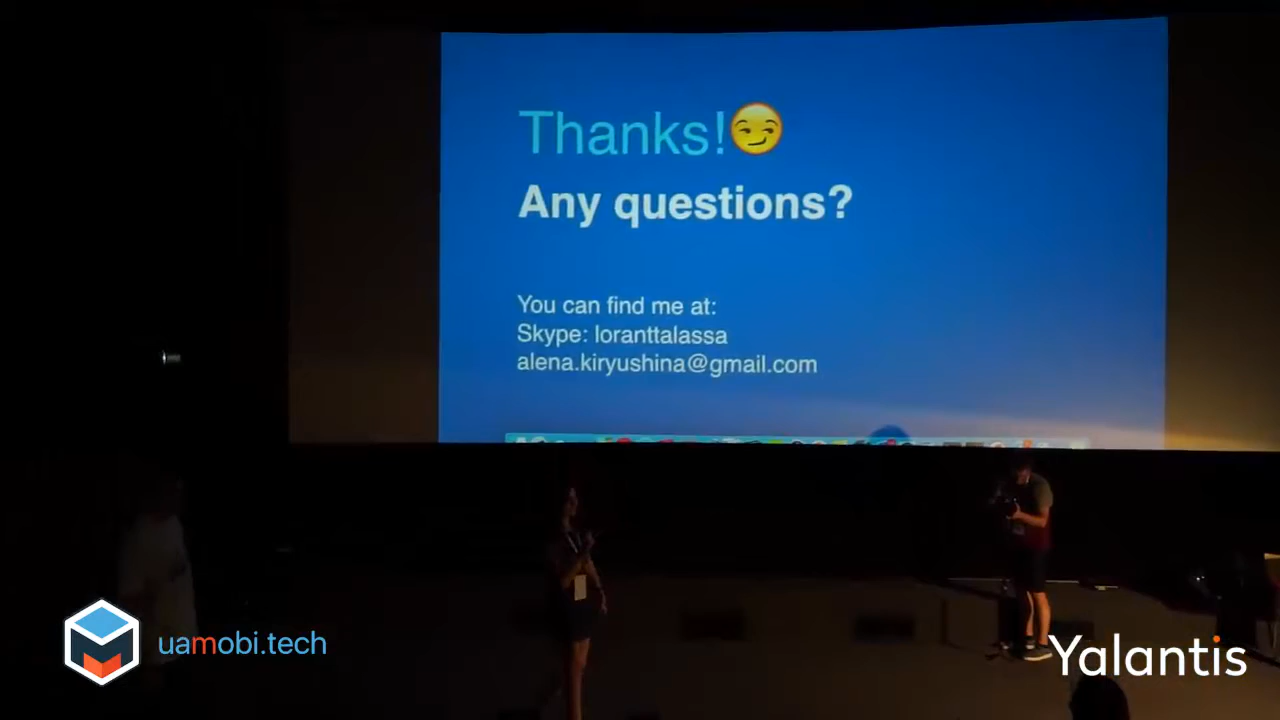 Thanks!😏
Any questions?
You can find me at:
Skype: loranttalassa
alena.kiryushina@gmail.com
uamobi.tech
Yalantis